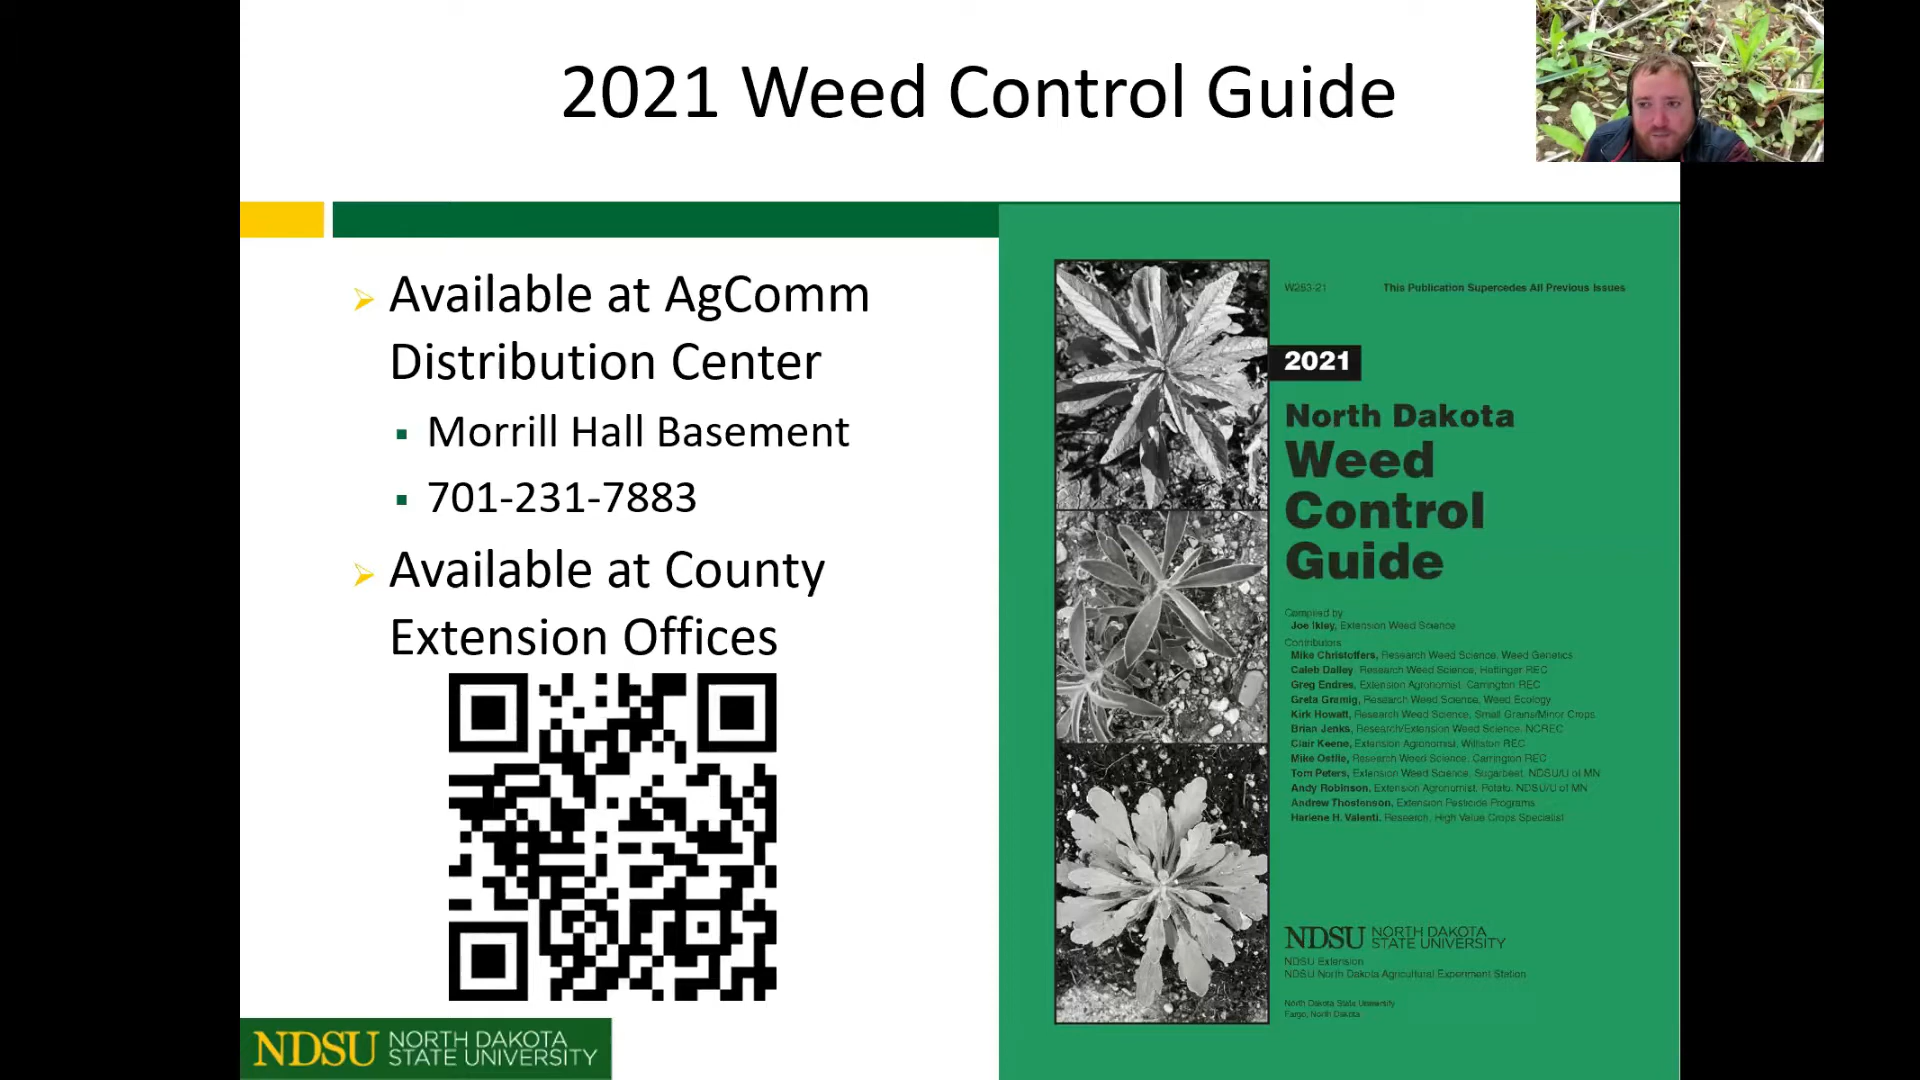 2021 Weed Control Guide
Available at AgComm
Distribution Center
Morrill Hall Basement
701-231-7883
Available at County
Extension Offices
NDSU NORTH DAKOTA
STATE UNIVERSITY
W253-21 This Publication Supercedes All Previous Issues
2021
North Dakota
Weed
Control
Guide
Compiled by
Joe Ikley, Extension Weed Science
Contributors
Mike Christoffers, Research Weed Science, Weed Genetics
Caleb Dalley, Research Weed Science, Hettinger REC
Greg Endres, Extension Agronomist, Carrington REC
Greta Gramig, Research Weed Science, Weed Ecology
Kirk Howatt, Research Weed Science, Small Grains/Minor Crops
Brian Jenks, Research/Extension Weed Science, NCREC
Clair Keene, Extension Agronomist, Williston REC
Mike Ostlie, Research Weed Science, Carrington REC
Tom Peters, Extension Weed Science, Sugarbeet, NDSU/U of MN
Andy Robinson, Extension Agronomist, Potato, NDSU/U of MN
Andrew Thostenson, Extension Pesticide Programs
Harlene H. Valenti, Research, High Value Crops Specialist
NDSU NORTH DAKOTA
STATE UNIVERSITY
NDSU Extension
NDSU North Dakota Agricultural Experiment Station
North Dakota State University
Fargo, North Dakota